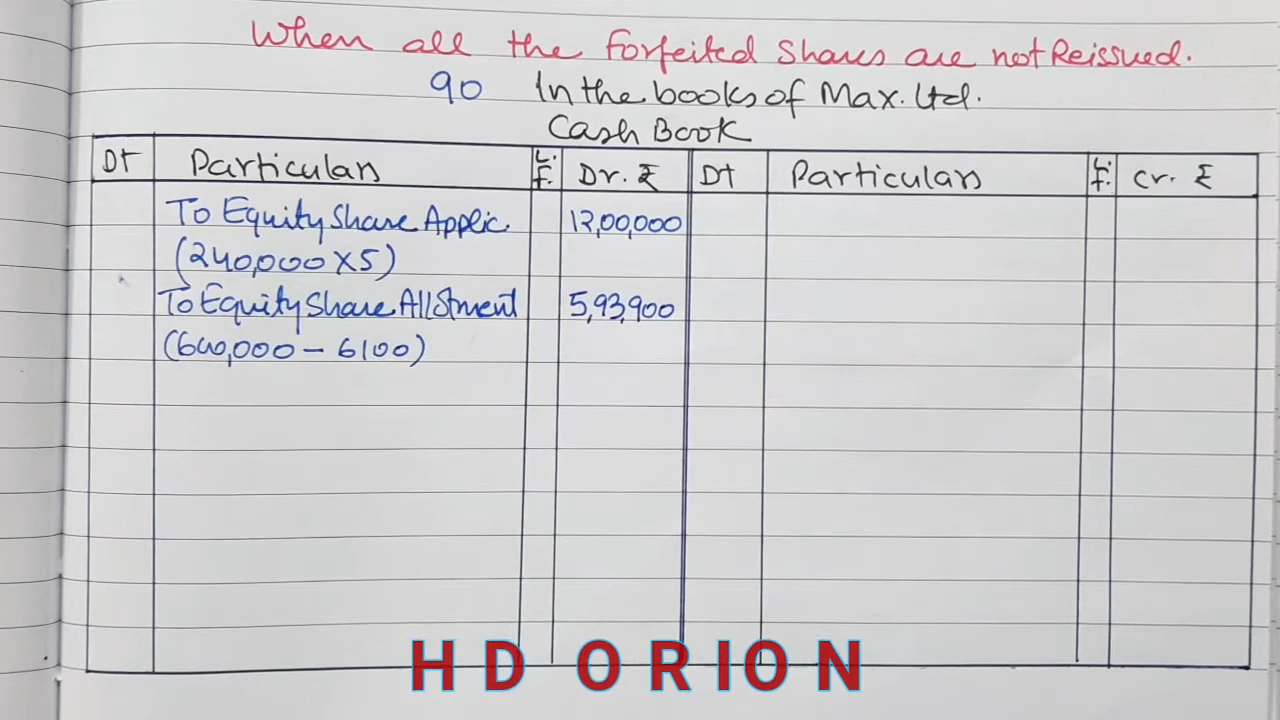 When all the Forfeited Shares are not Reissued.
90 In the books of Max. Ltd.
Cash Book
Dt Particulars L.F. Dr. ₹ Dt Particulars L.F. Cr. ₹
To Equity Share Applic. 12,00,000
(240,000 × 5)
To Equity Share Allotment 5,93,900
(600,000 – 6100)
HD ORION